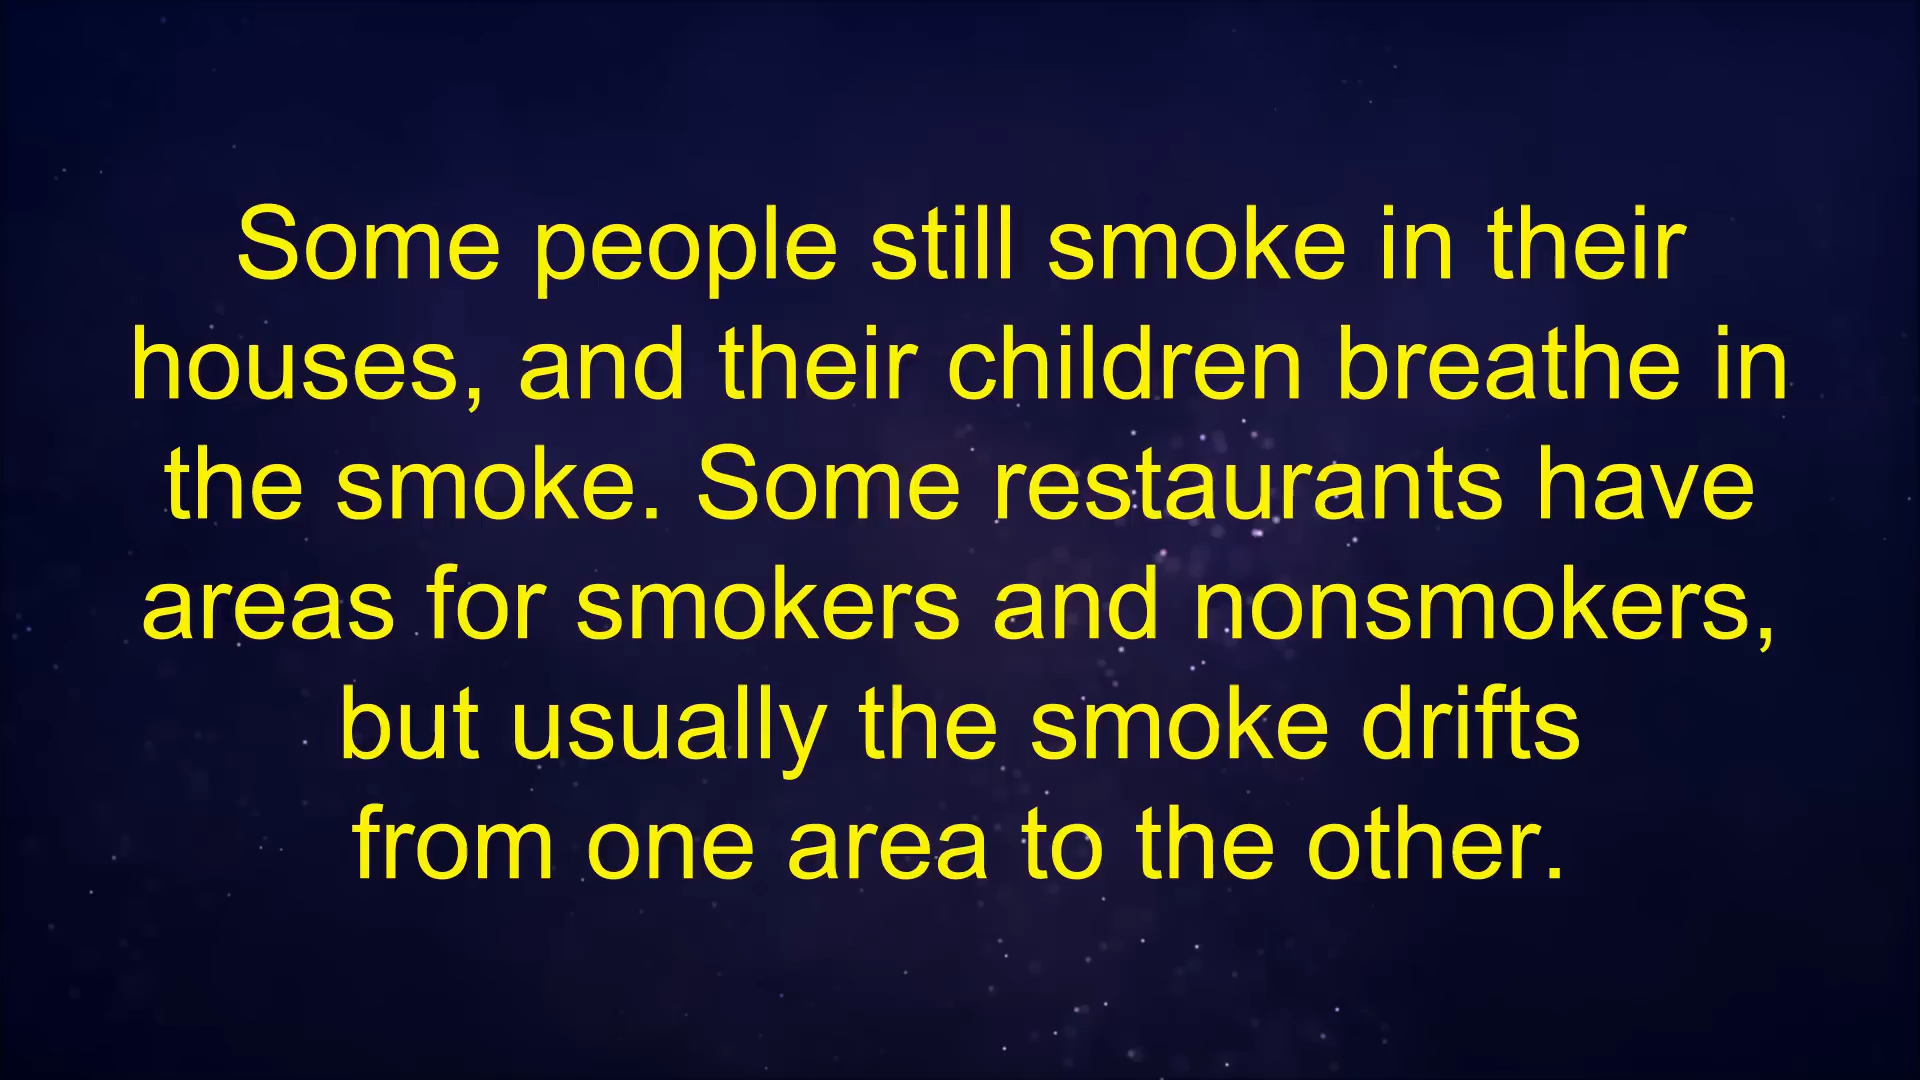 Some people still smoke in their
houses, and their children breathe in
the smoke. Some restaurants have
areas for smokers and nonsmokers,
but usually the smoke drifts
from one area to the other.